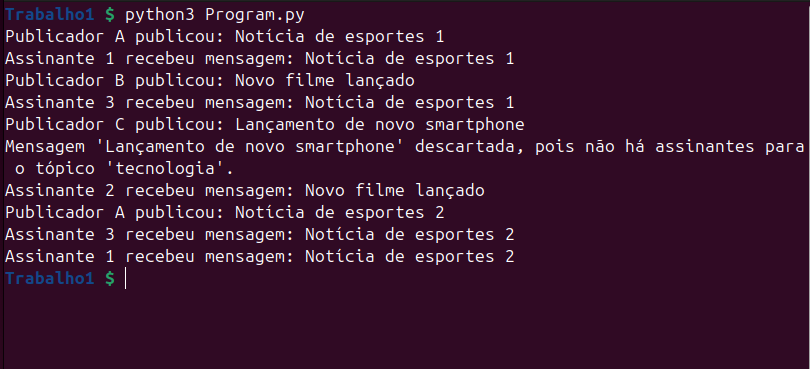 Trabalho1 $ python3 Program.py
Publicador A publicou: Notícia de esportes 1
Assinante 1 recebeu mensagem: Notícia de esportes 1
Publicador B publicou: Novo filme lançado
Assinante 3 recebeu mensagem: Notícia de esportes 1
Publicador C publicou: Lançamento de novo smartphone
Mensagem 'Lançamento de novo smartphone' descartada, pois não há assinantes para
 o tópico 'tecnologia'.
Assinante 2 recebeu mensagem: Novo filme lançado
Publicador A publicou: Notícia de esportes 2
Assinante 3 recebeu mensagem: Notícia de esportes 2
Assinante 1 recebeu mensagem: Notícia de esportes 2
Trabalho1 $